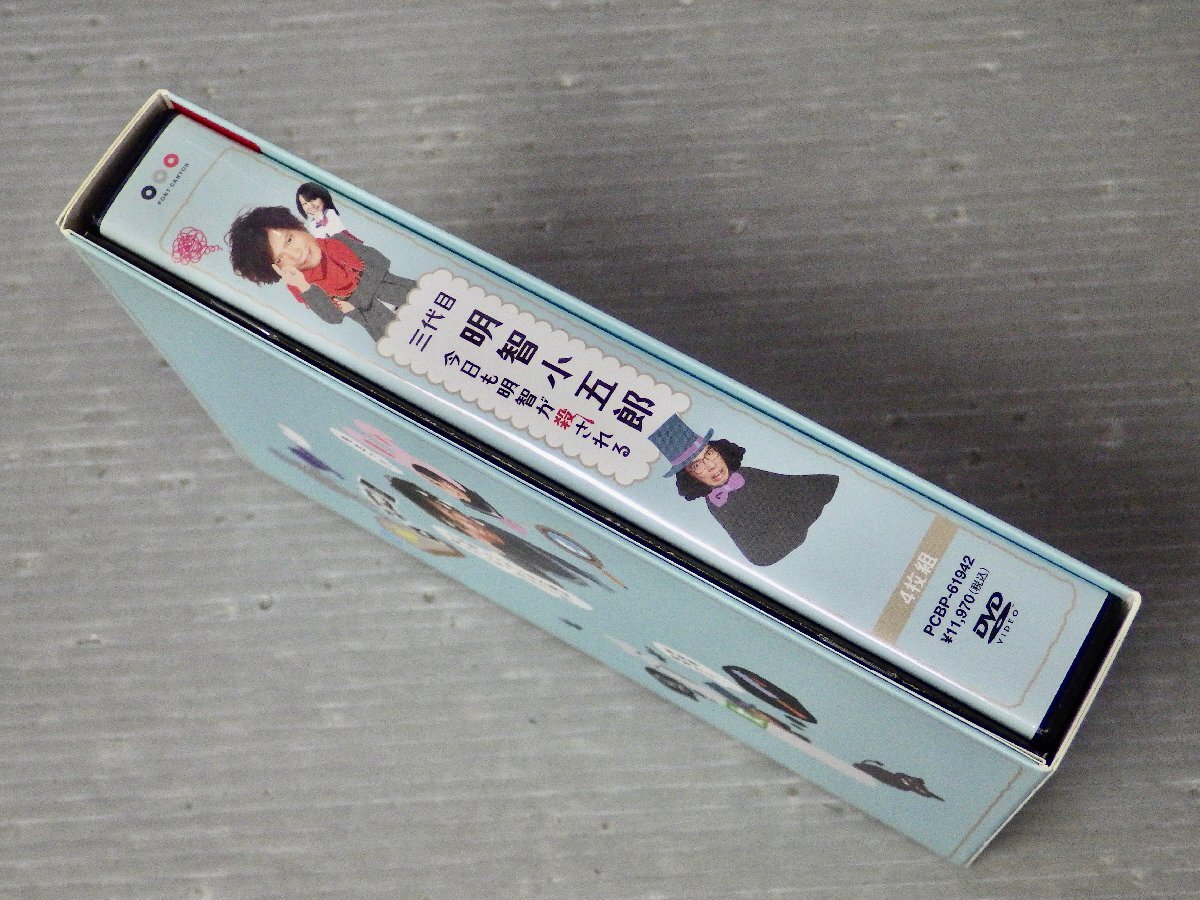 PONY CANYON
三代目
明智小五郎
今日も明智が殺される
4枚組
PCBP-61942
¥11,970(税込)
DVD
VIDEO